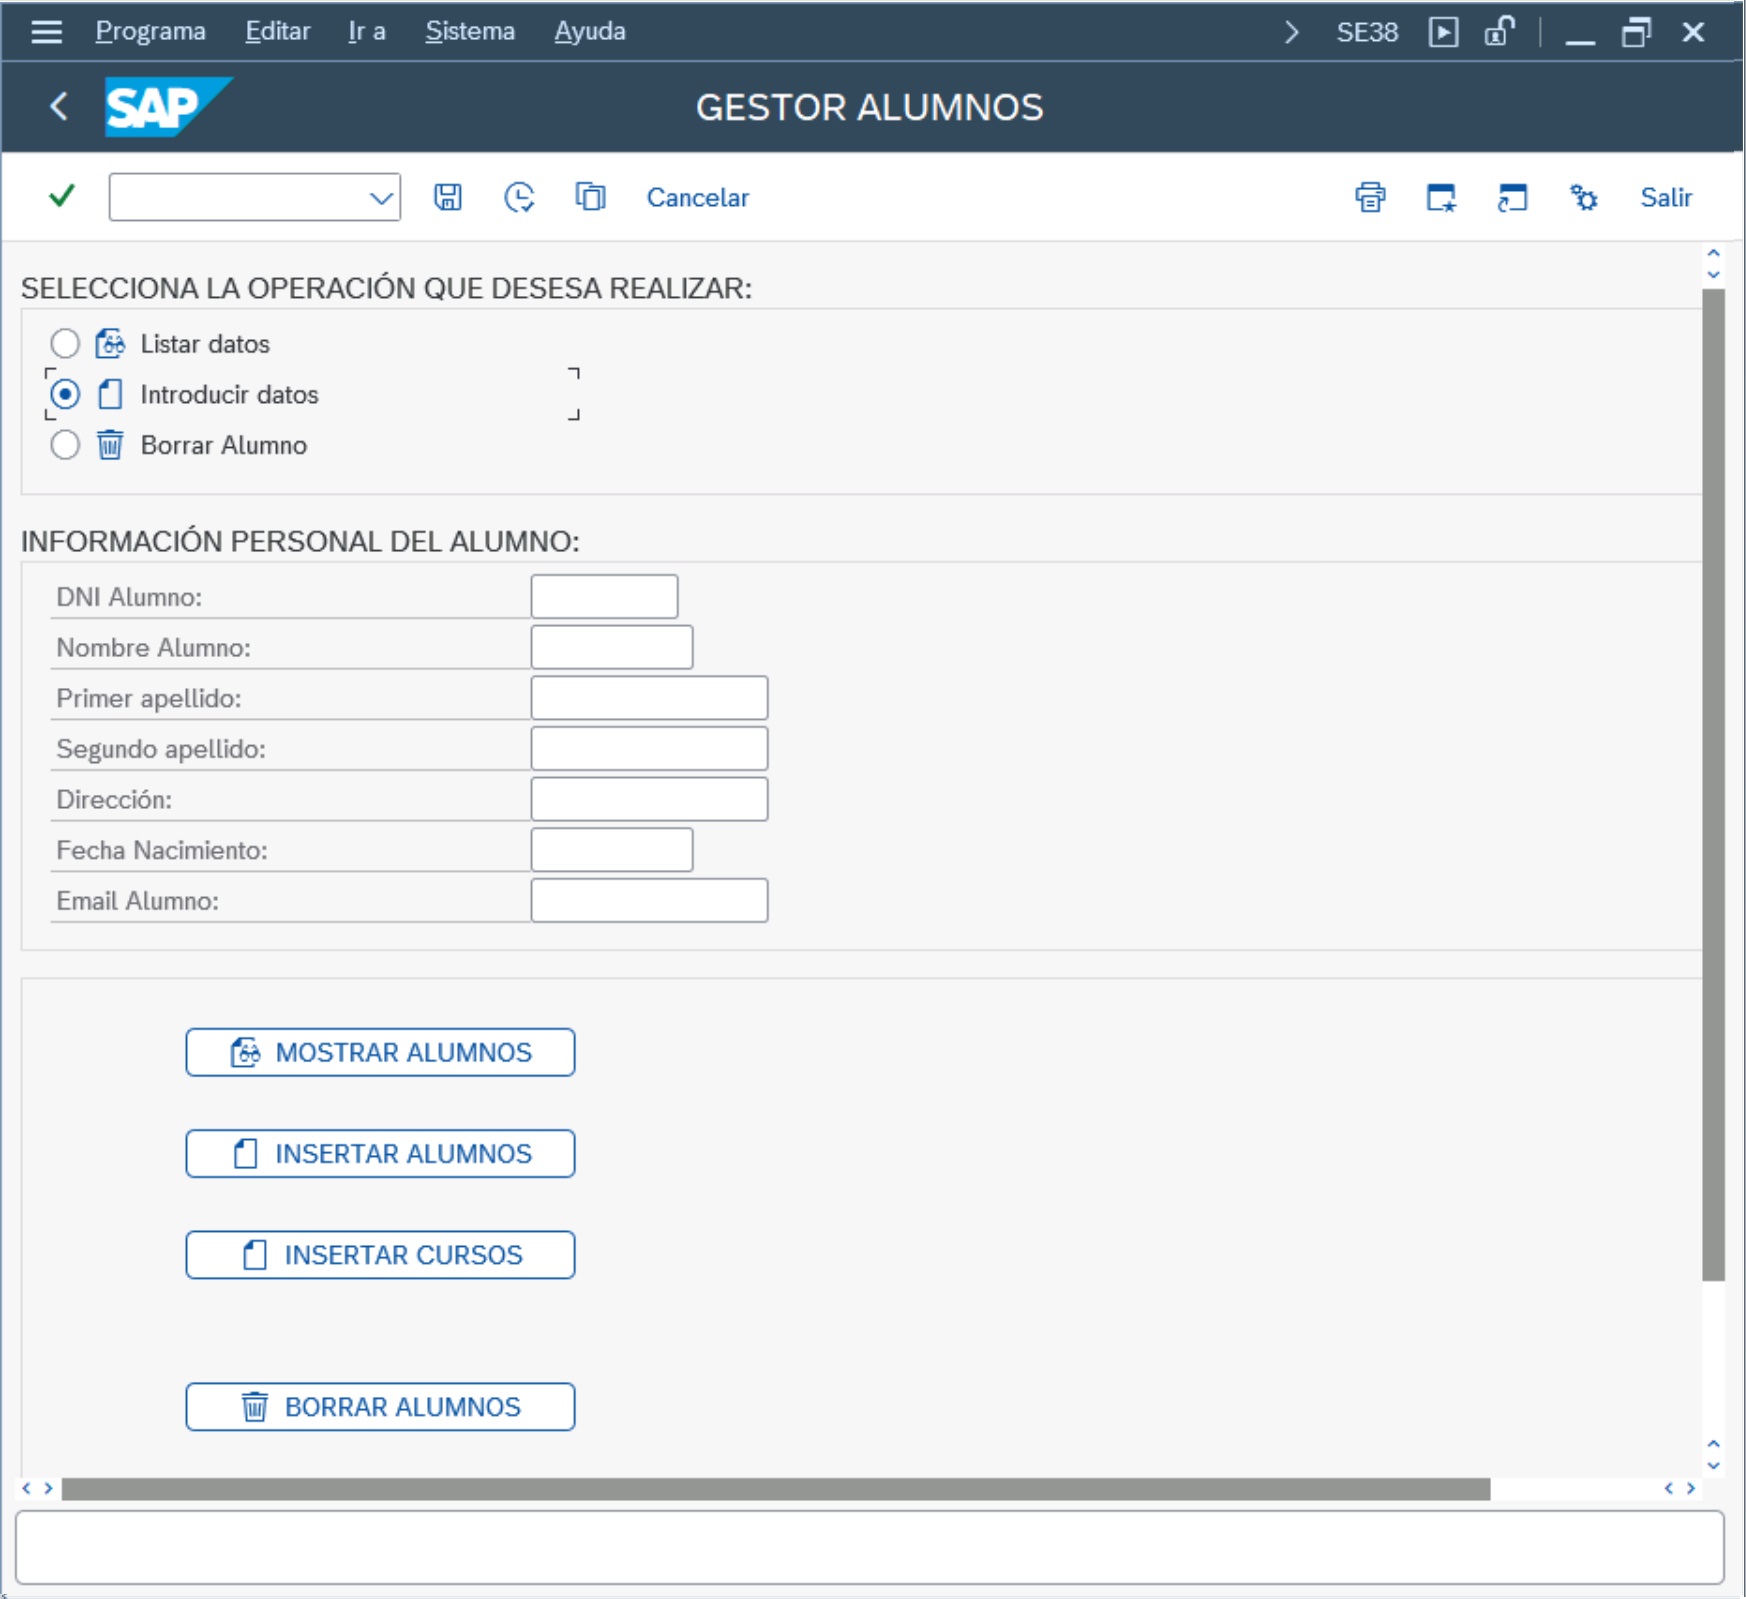 Programa Editar Ir a Sistema Ayuda SE38
SAP GESTOR ALUMNOS
Cancelar Salir
SELECCIONA LA OPERACIÓN QUE DESESA REALIZAR:
Listar datos
Introducir datos
Borrar Alumno
INFORMACIÓN PERSONAL DEL ALUMNO:
DNI Alumno:
Nombre Alumno:
Primer apellido:
Segundo apellido:
Dirección:
Fecha Nacimiento:
Email Alumno:
MOSTRAR ALUMNOS
INSERTAR ALUMNOS
INSERTAR CURSOS
BORRAR ALUMNOS